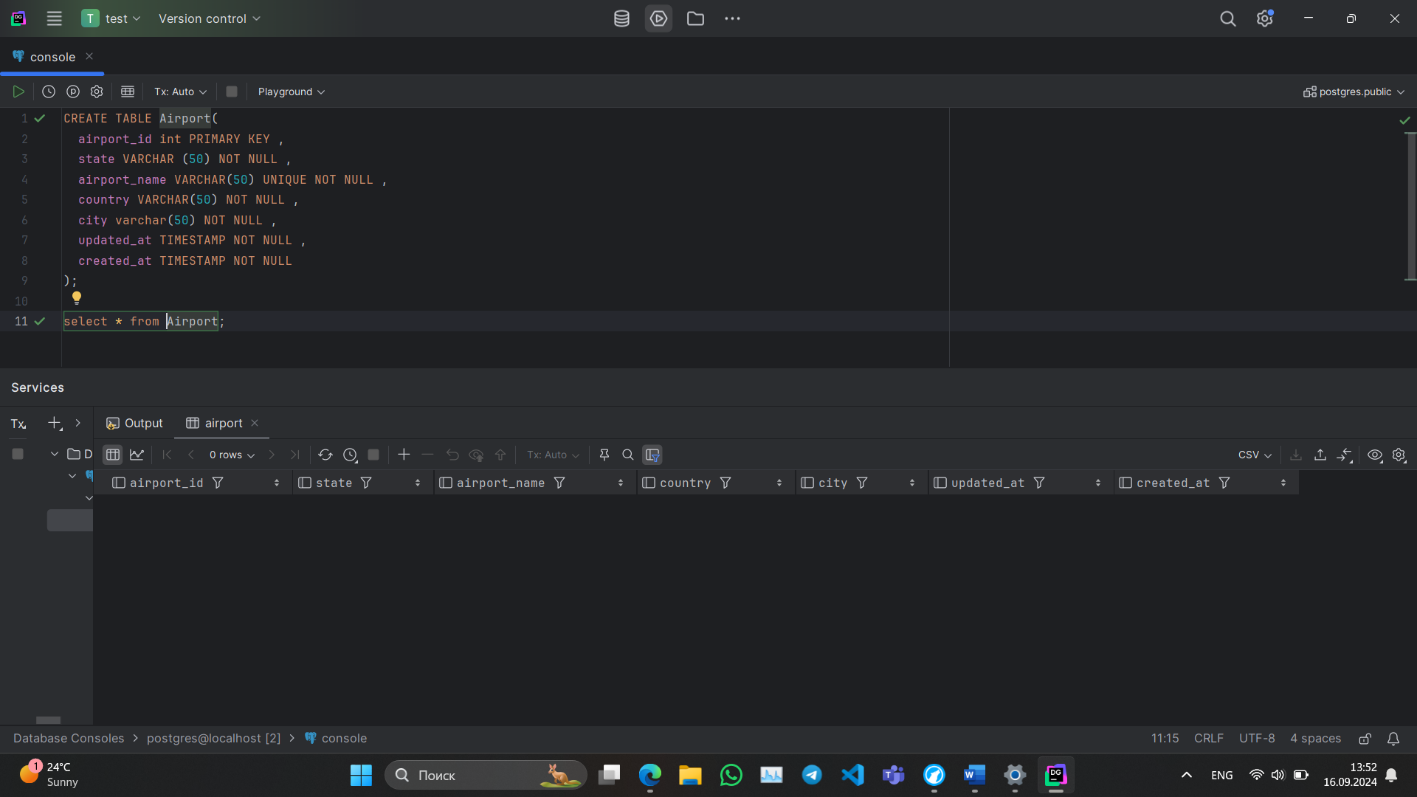 DG T test Version control
console
Tx: Auto Playground postgres.public
1 CREATE TABLE Airport(
2 airport_id int PRIMARY KEY ,
3 state VARCHAR (50) NOT NULL ,
4 airport_name VARCHAR(50) UNIQUE NOT NULL ,
5 country VARCHAR(50) NOT NULL ,
6 city varchar(50) NOT NULL ,
7 updated_at TIMESTAMP NOT NULL ,
8 created_at TIMESTAMP NOT NULL
9 );
10
11 select * from Airport;
Services
Tx Output airport
D 0 rows Tx: Auto CSV
airport_id state airport_name country city updated_at created_at
Database Consoles > postgres@localhost [2] > console 11:15 CRLF UTF-8 4 spaces
1 24°C
Sunny
Поиск
DG
ENG
13:52
16.09.2024